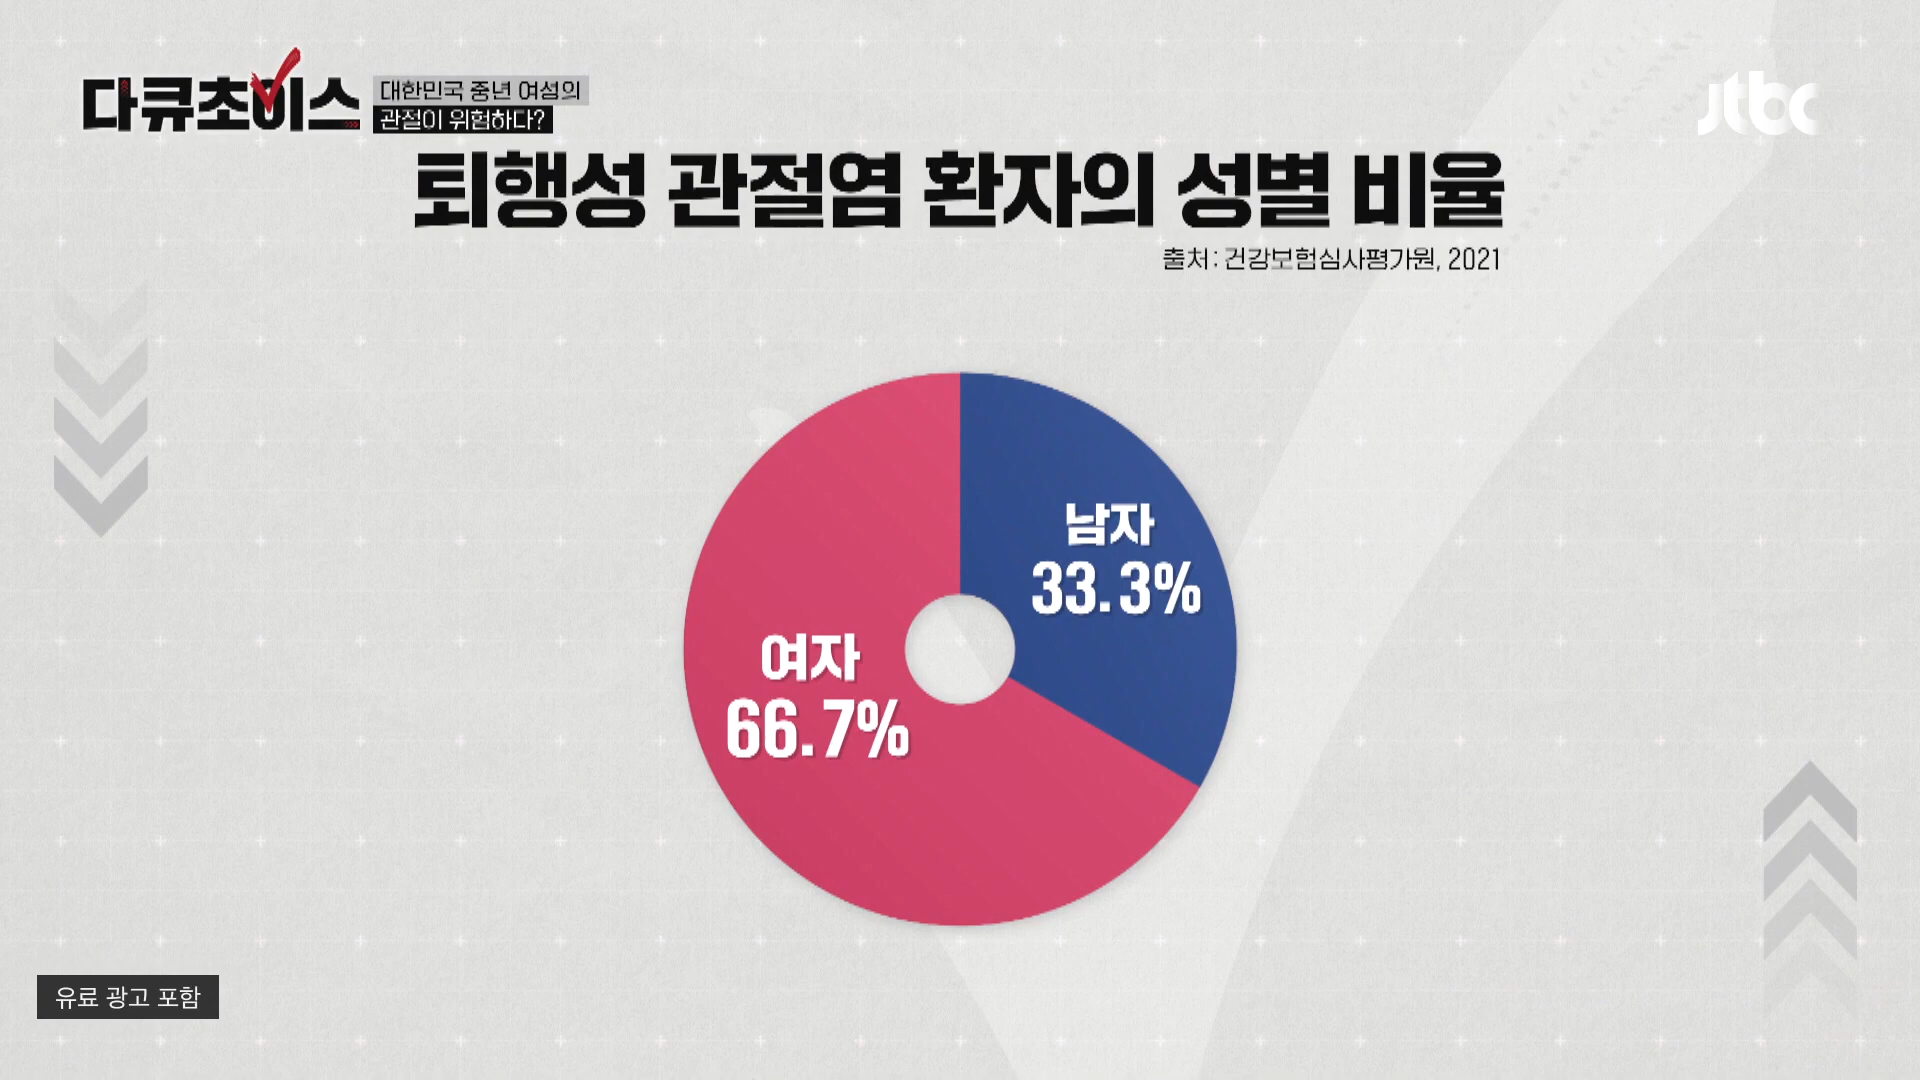 다큐초이스
대한민국 중년 여성의
관절이 위험하다?
jtbc
퇴행성 관절염 환자의 성별 비율
출처: 건강보험심사평가원, 2021
남자
33.3%
여자
66.7%
유료 광고 포함